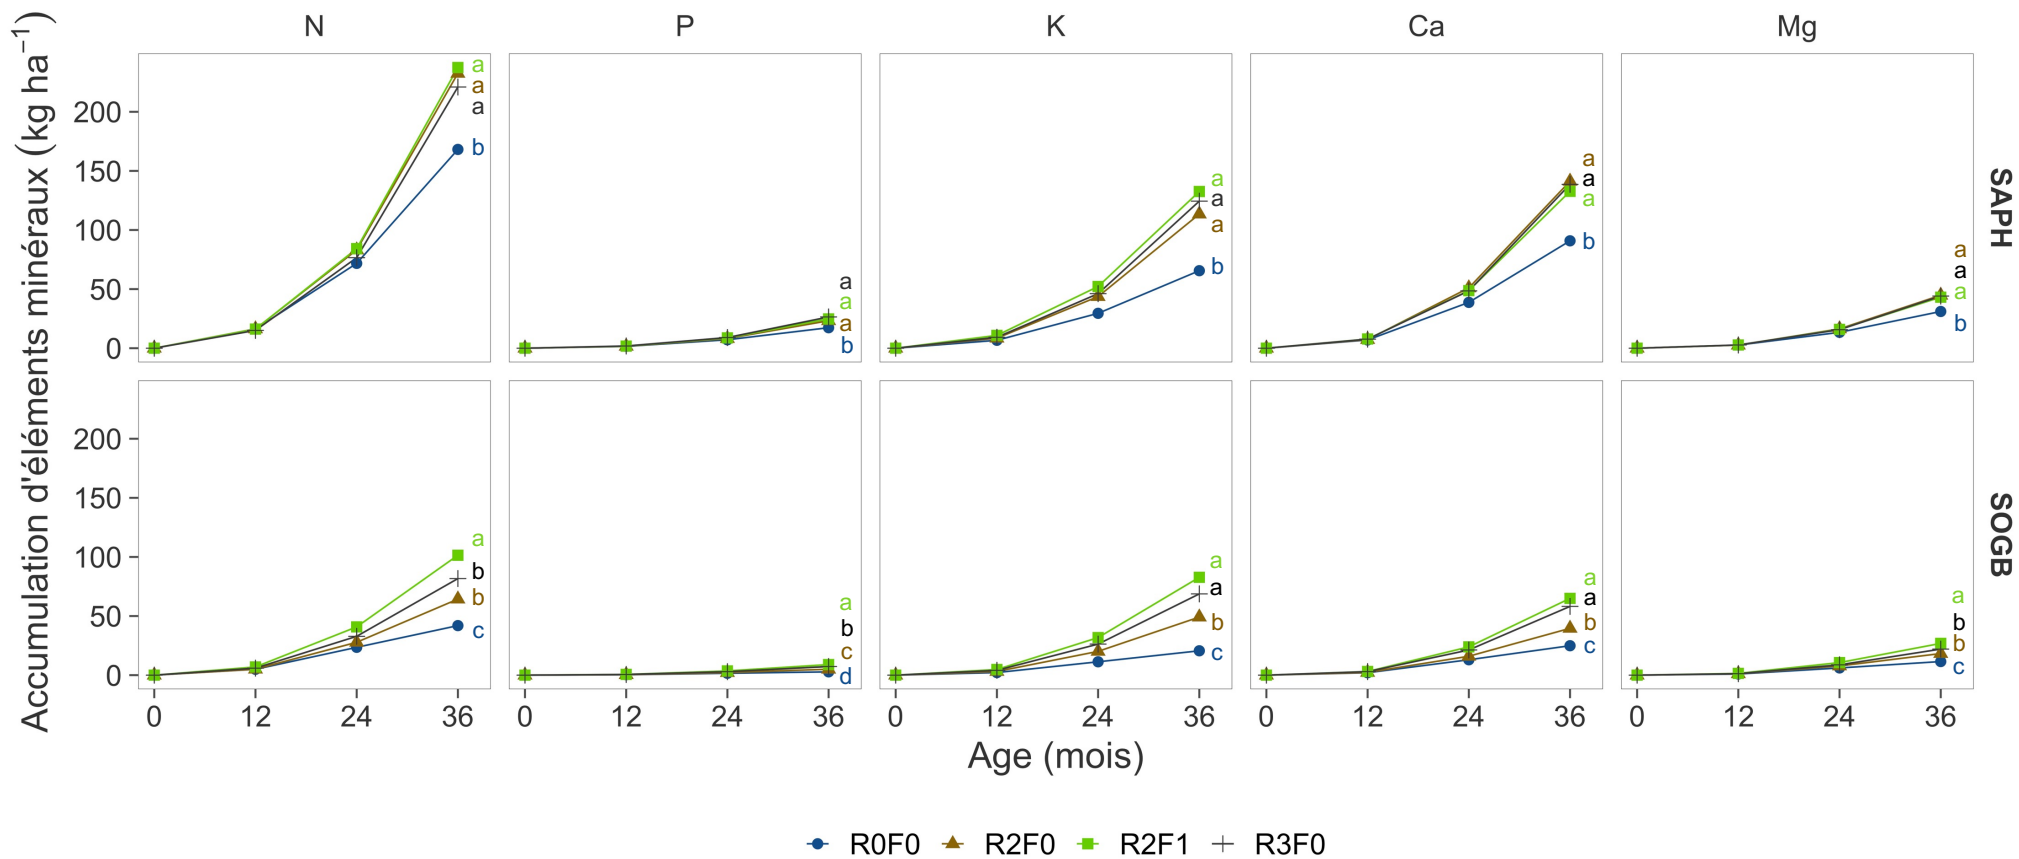 N P K Ca Mg
Accumulation d'éléments minéraux (kg ha⁻¹)
200
150
100
50
0
a
a
a
b
a
a
a
b
a
a
a
b
a
a
a
b
a
a
a
b
SAPH
200
150
100
50
0
a
b
b
c
a
b
c
d
a
a
b
c
a
a
b
c
a
b
b
c
SOGB
0 12 24 36 0 12 24 36 0 12 24 36 0 12 24 36 0 12 24 36
Age (mois)
R0F0 R2F0 R2F1 R3F0